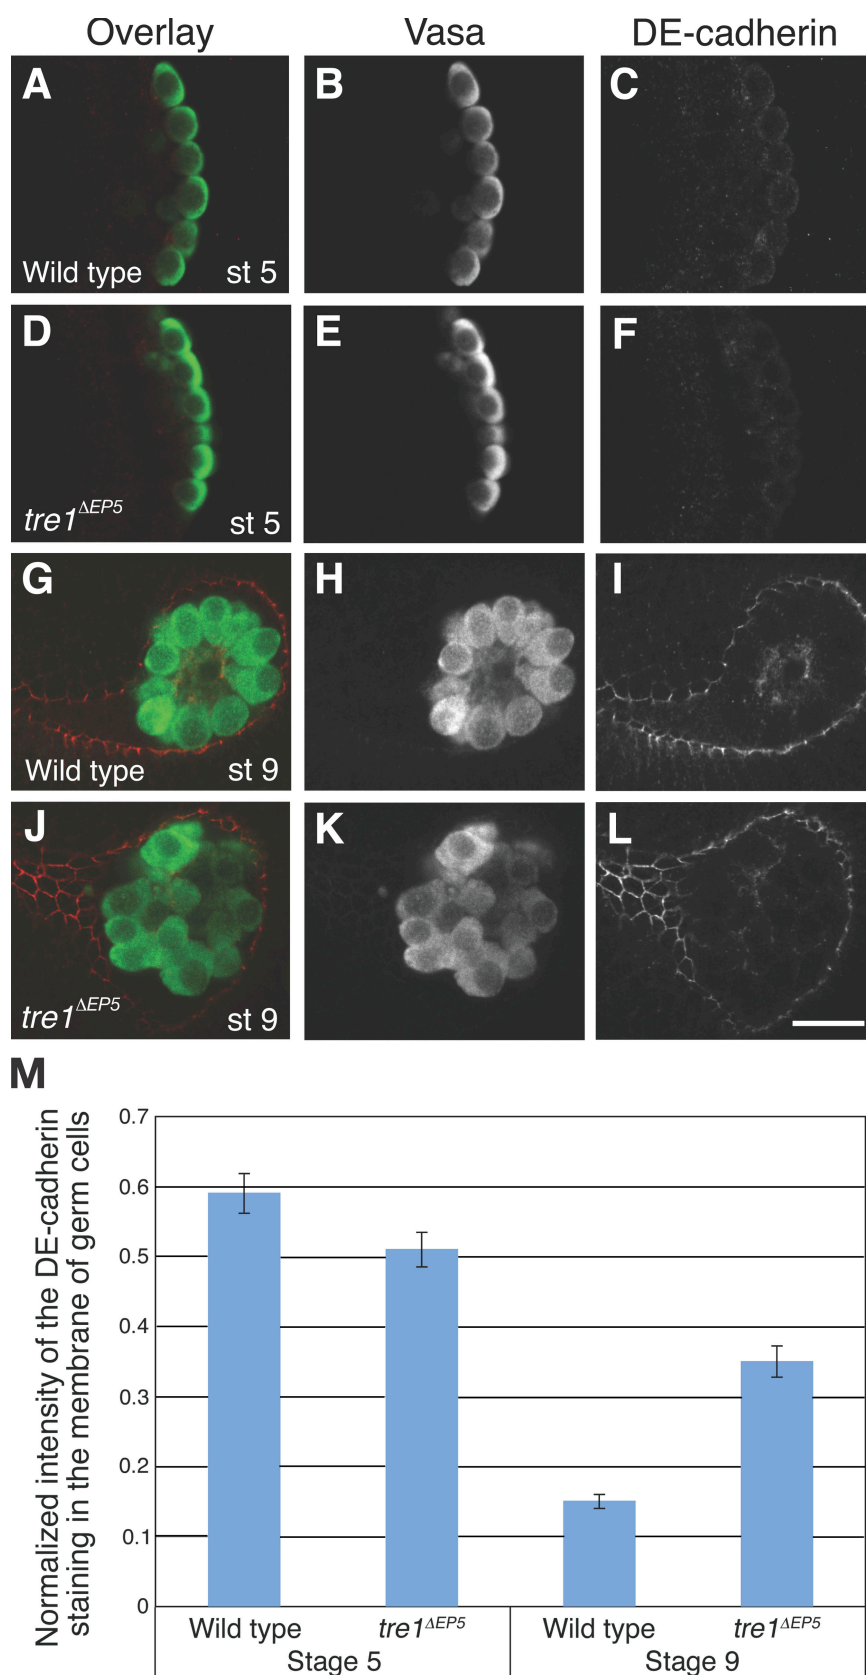 Overlay Vasa DE-cadherin
A B C
Wild type st 5
D E F
tre1ΔEP5 st 5
G H I
Wild type st 9
J K L
tre1ΔEP5 st 9
M
Normalized intensity of the DE-cadherin
staining in the membrane of germ cells
0.7
0.6
0.5
0.4
0.3
0.2
0.1
0
Wild type tre1ΔEP5 Wild type tre1ΔEP5
Stage 5 Stage 9